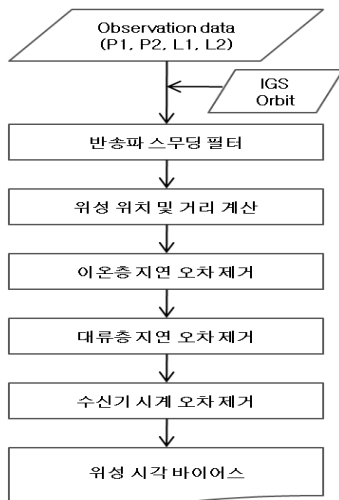 Observation data
(P1, P2, L1, L2)
IGS
Orbit
반송파 스무딩 필터
위성 위치 및 거리 계산
이온층 지연 오차 제거
대류층 지연 오차 제거
수신기 시계 오차 제거
위성 시각 바이어스